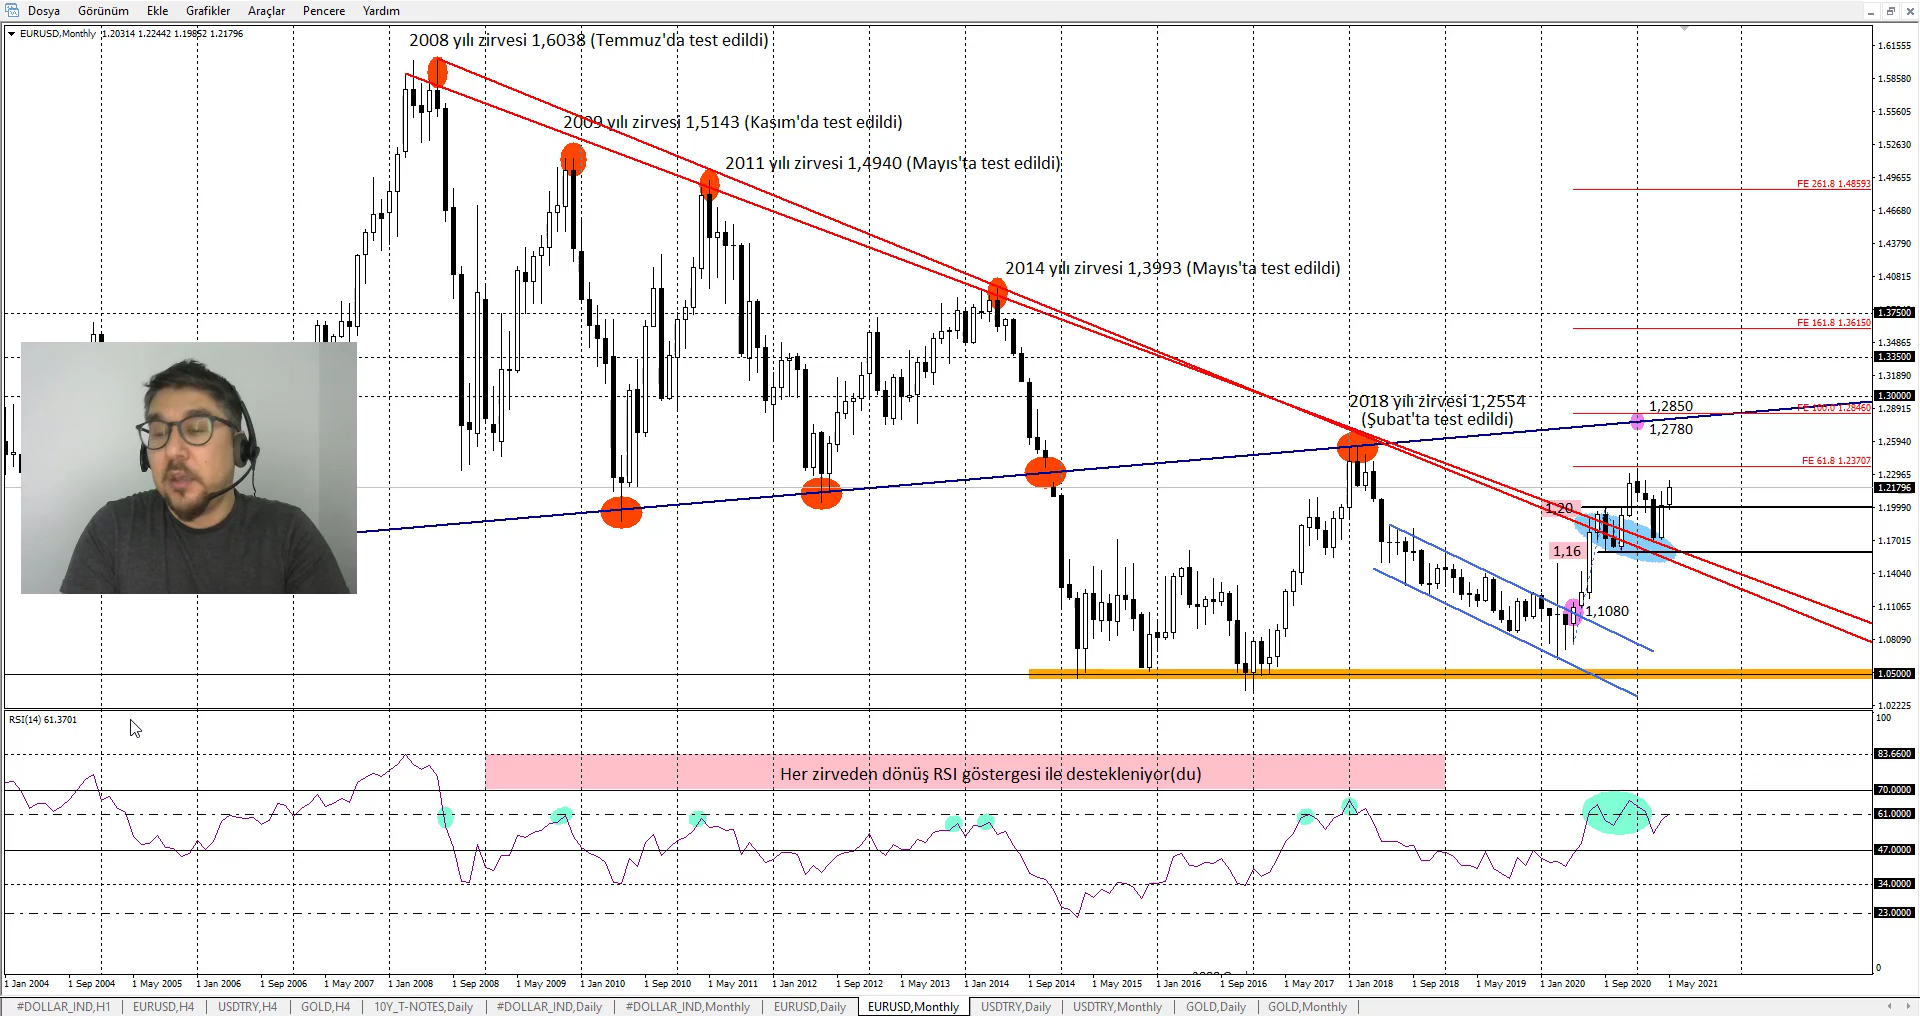 Dosya Görünüm Ekle Grafikler Araçlar Pencere Yardım
EURUSD,Monthly 1.20314 1.22442 1.19852 1.21796
2008 yılı zirvesi 1,6038 (Temmuz'da test edildi)
2009 yılı zirvesi 1,5143 (Kasım'da test edildi)
2011 yılı zirvesi 1,4940 (Mayıs'ta test edildi)
2014 yılı zirvesi 1,3993 (Mayıs'ta test edildi)
2018 yılı zirvesi 1,2554
(Şubat'ta test edildi)
FE 261.8 1.48593
FE 161.8 1.36150
1,2850
FE 100.0 1.28460
1,2780
FE 61.8 1.23707
1,20
1,16
1,1080
1.61555
1.58580
1.55605
1.52630
1.49655
1.46680
1.43790
1.40815
1.37500
1.34865
1.33500
1.31890
1.30000
1.28915
1.25940
1.22965
1.21796
1.19990
1.17015
1.14040
1.11065
1.08090
1.05000
1.02225
RSI(14) 61.3701
Her zirveden dönüş RSI göstergesi ile destekleniyor(du)
100
83.6600
70.0000
61.0000
47.0000
34.0000
23.0000
0
1 Jan 2004 1 Sep 2004 1 May 2005 1 Jan 2006 1 Sep 2006 1 May 2007 1 Jan 2008 1 Sep 2008 1 May 2009 1 Jan 2010 1 Sep 2010 1 May 2011 1 Jan 2012 1 Sep 2012 1 May 2013 1 Jan 2014 1 Sep 2014 1 May 2015 1 Jan 2016 1 Sep 2016 1 May 2017 1 Jan 2018 1 Sep 2018 1 May 2019 1 Jan 2020 1 Sep 2020 1 May 2021
#DOLLAR_IND,H1 EURUSD,H4 USDTRY,H4 GOLD,H4 10Y_T-NOTES,Daily #DOLLAR_IND,Daily #DOLLAR_IND,Monthly EURUSD,Daily EURUSD,Monthly USDTRY,Daily USDTRY,Monthly GOLD,Daily GOLD,Monthly